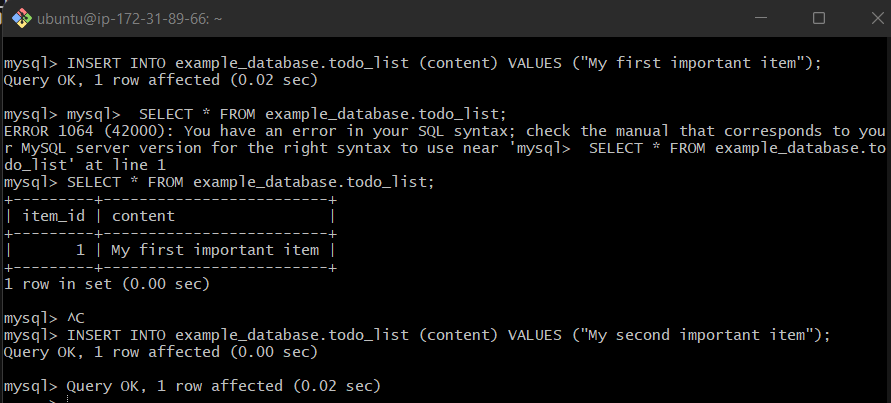 ubuntu@ip-172-31-89-66: ~
mysql> INSERT INTO example_database.todo_list (content) VALUES ("My first important item");
Query OK, 1 row affected (0.02 sec)
mysql> mysql>  SELECT * FROM example_database.todo_list;
ERROR 1064 (42000): You have an error in your SQL syntax; check the manual that corresponds to you
r MySQL server version for the right syntax to use near 'mysql>  SELECT * FROM example_database.to
do_list' at line 1
mysql> SELECT * FROM example_database.todo_list;
+---------+-------------------------+
| item_id | content                 |
+---------+-------------------------+
|       1 | My first important item |
+---------+-------------------------+
1 row in set (0.00 sec)
mysql> ^C
mysql> INSERT INTO example_database.todo_list (content) VALUES ("My second important item");
Query OK, 1 row affected (0.00 sec)
mysql> Query OK, 1 row affected (0.02 sec)